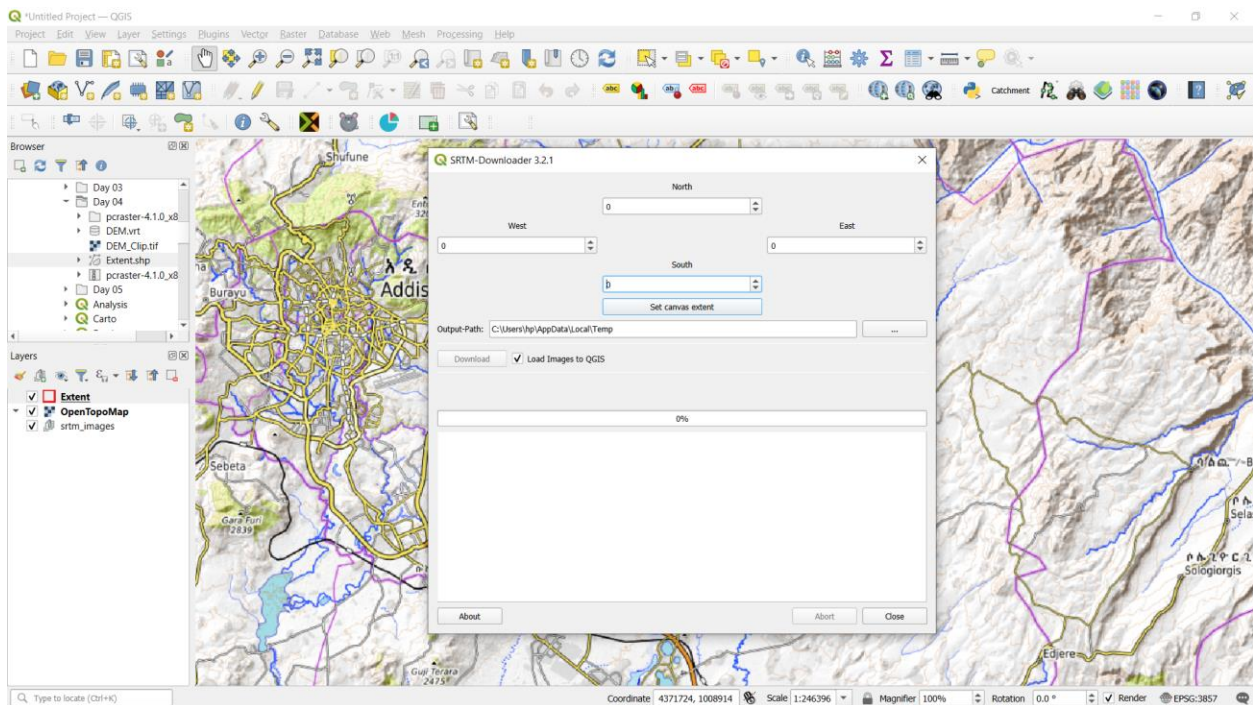 *Untitled Project — QGIS
Project Edit View Layer Settings Plugins Vector Raster Database Web Mesh Processing Help
abc
Catchment
Browser
Day 03
Day 04
pcraster-4.1.0_x8
DEM.vrt
DEM_Clip.tif
Extent.shp
pcraster-4.1.0_x8
Day 05
Analysis
Carto
Layers
Extent
OpenTopoMap
srtm_images
Shufune
Burayu
Addis
Sebeta
Gara Furi
2839
Guji Terara
2475
SRTM-Downloader 3.2.1
North
0
West
East
0
0
South
0
Set canvas extent
Output-Path: C:\Users\hp\AppData\Local\Temp
...
Download
Load Images to QGIS
0%
About
Abort
Close
Sela
Sologiorgis
Edjere
Type to locate (Ctrl+K)
Coordinate 4371724, 1008914 Scale 1:246396 Magnifier 100% Rotation 0.0 ° Render EPSG:3857